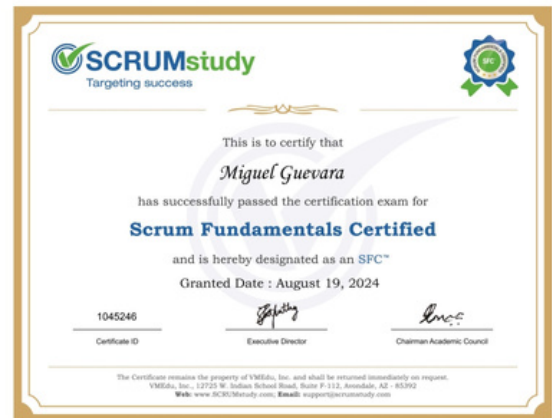 SCRUMstudy
Targeting success
SFC
This is to certify that
Miguel Guevara
has successfully passed the certification exam for
Scrum Fundamentals Certified
and is hereby designated as an SFC™
Granted Date : August 19, 2024
1045246
Certificate ID
Executive Director
Chairman Academic Council
The Certificate remains the property of VMEdu, Inc. and shall be returned immediately on request.
VMEdu, Inc., 12725 W. Indian School Road, Suite F-112, Avondale, AZ - 85392
Web: www.SCRUMstudy.com; Email: support@scrumstudy.com